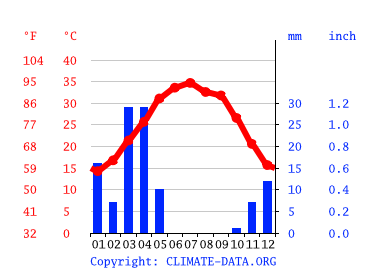 °F °C mm inch
104 40
95 35
86 30 30 1.2
77 25 25 1.0
68 20 20 0.8
59 15 15 0.6
50 10 10 0.4
41 5 5 0.2
32 0 0 0.0
01 02 03 04 05 06 07 08 09 10 11 12
Copyright: CLIMATE-DATA.ORG